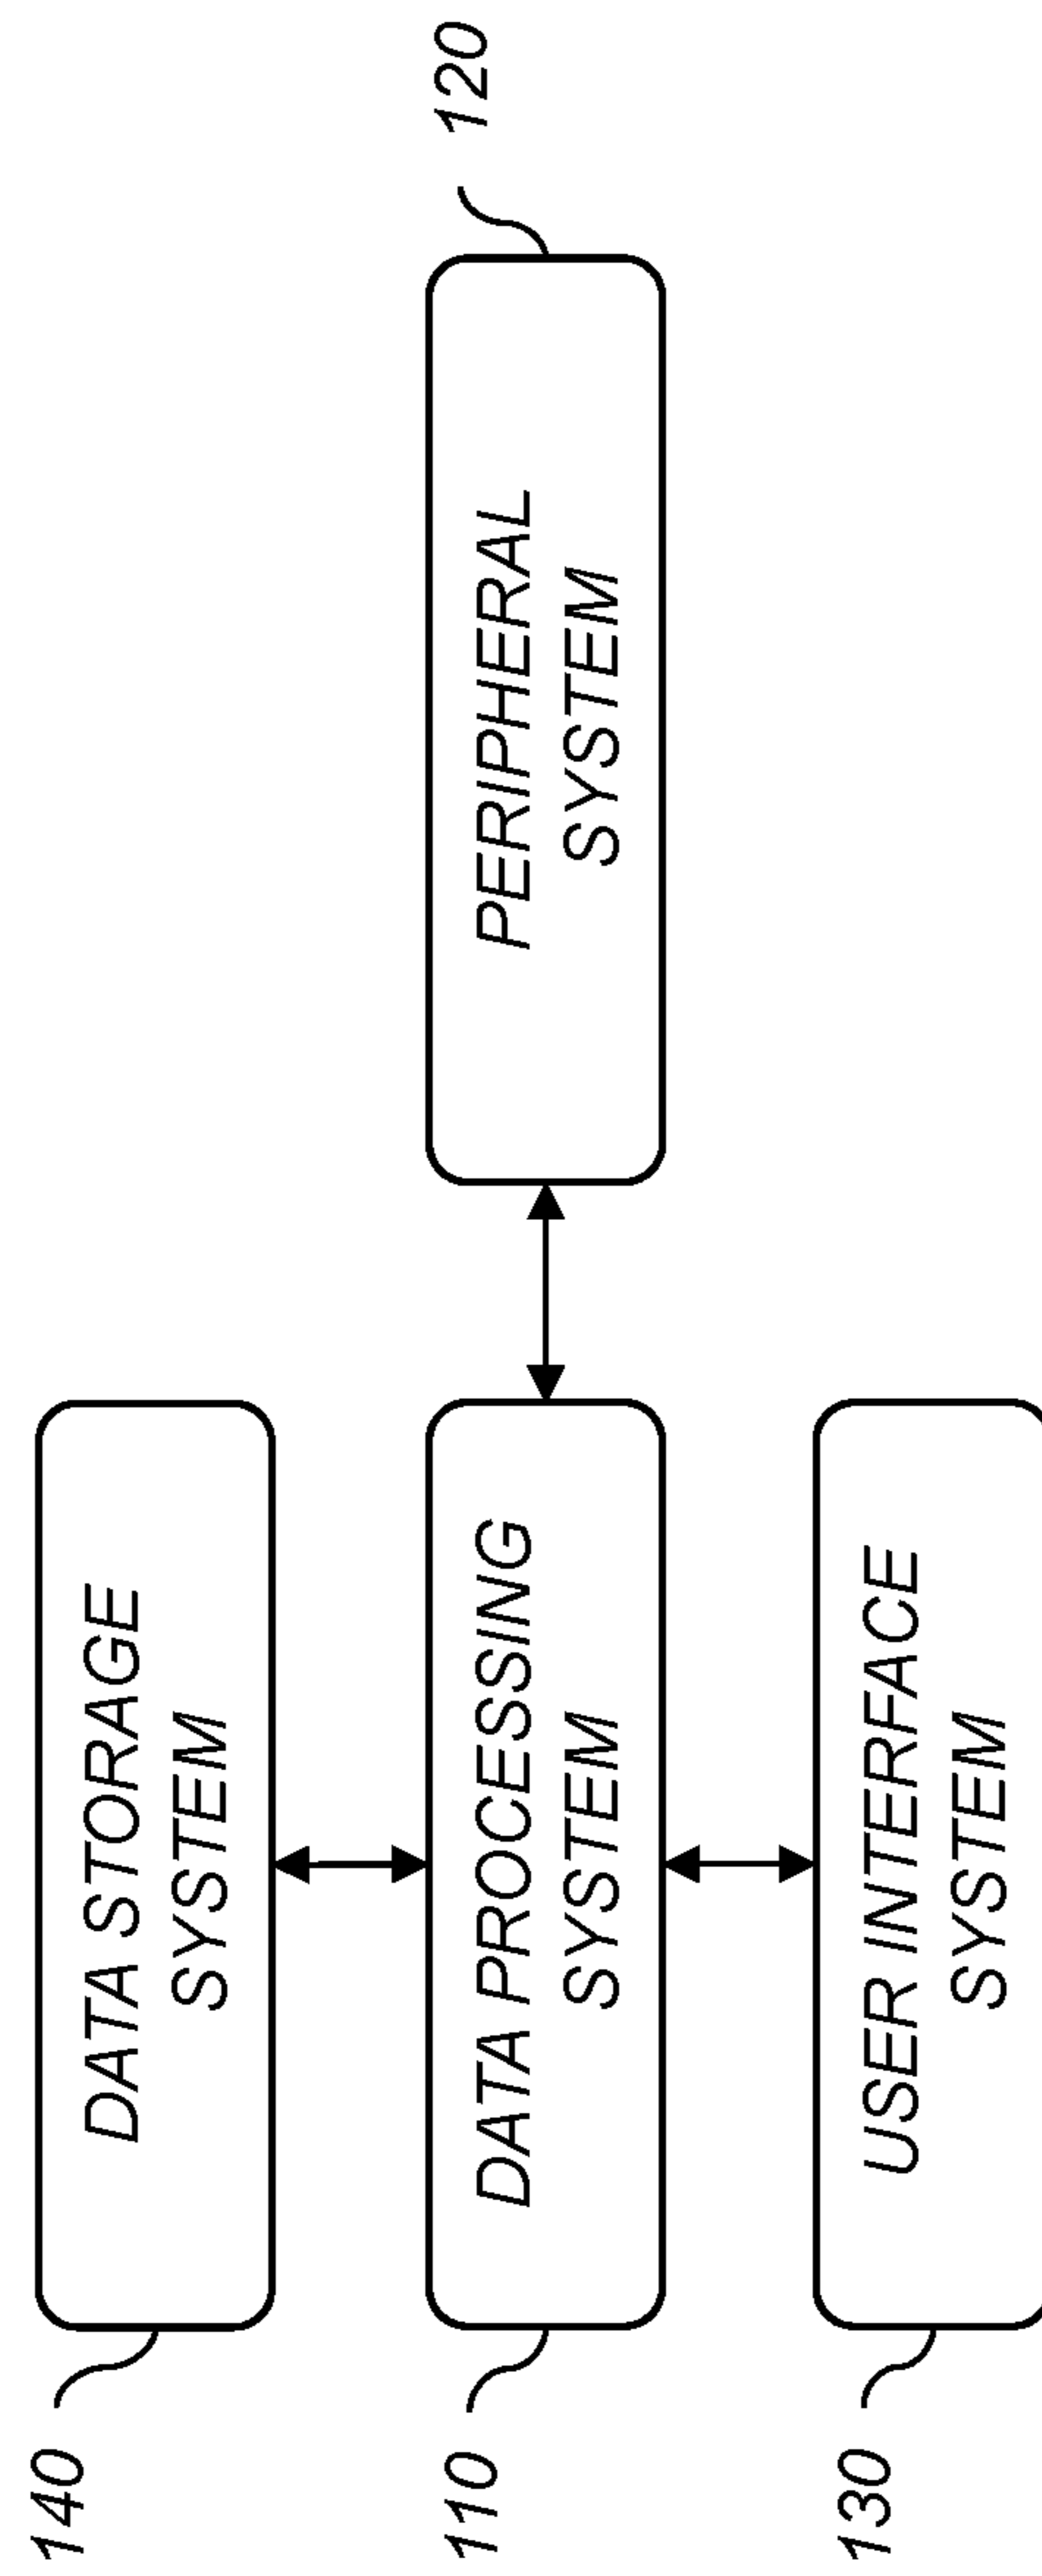 140
DATA STORAGE
SYSTEM
110
DATA PROCESSING
SYSTEM
PERIPHERAL
SYSTEM
120
130
USER INTERFACE
SYSTEM